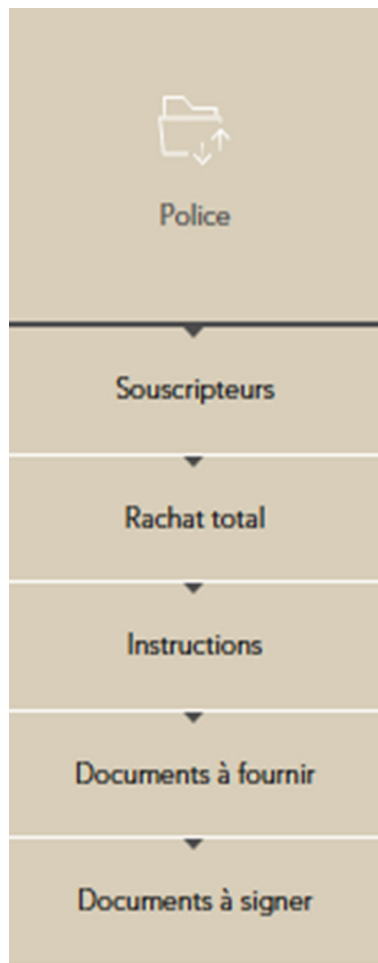 Police
Souscripteurs
Rachat total
Instructions
Documents à fournir
Documents à signer